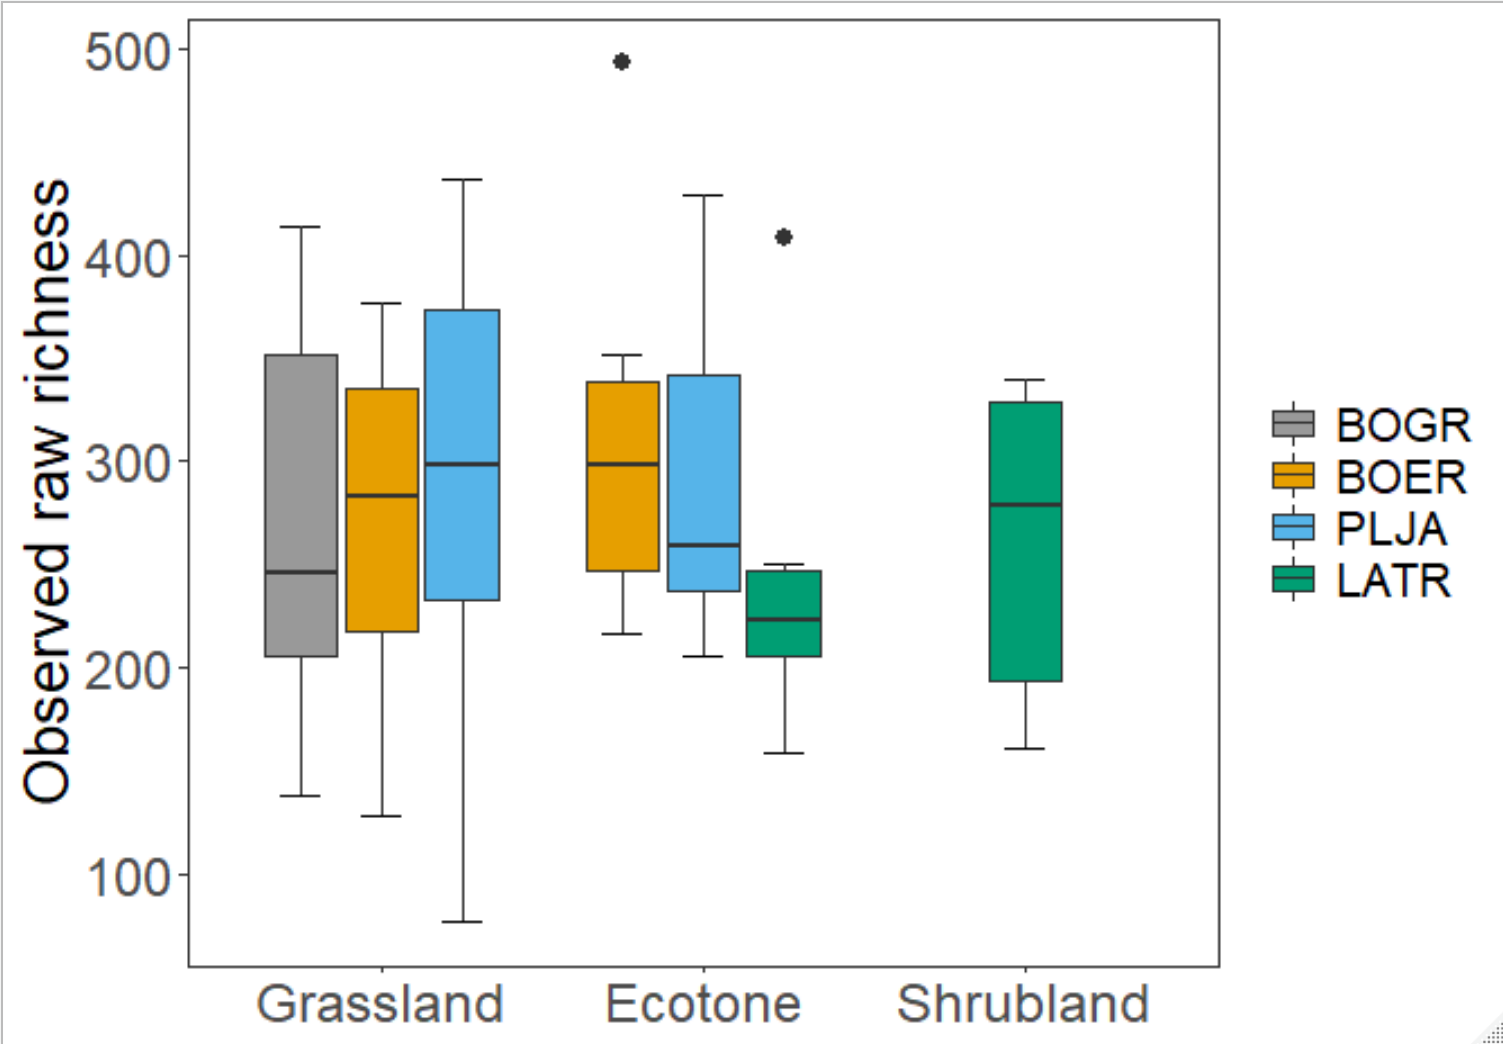 Observed raw richness
500
400
300
200
100
Grassland Ecotone Shrubland
BOGR
BOER
PLJA
LATR